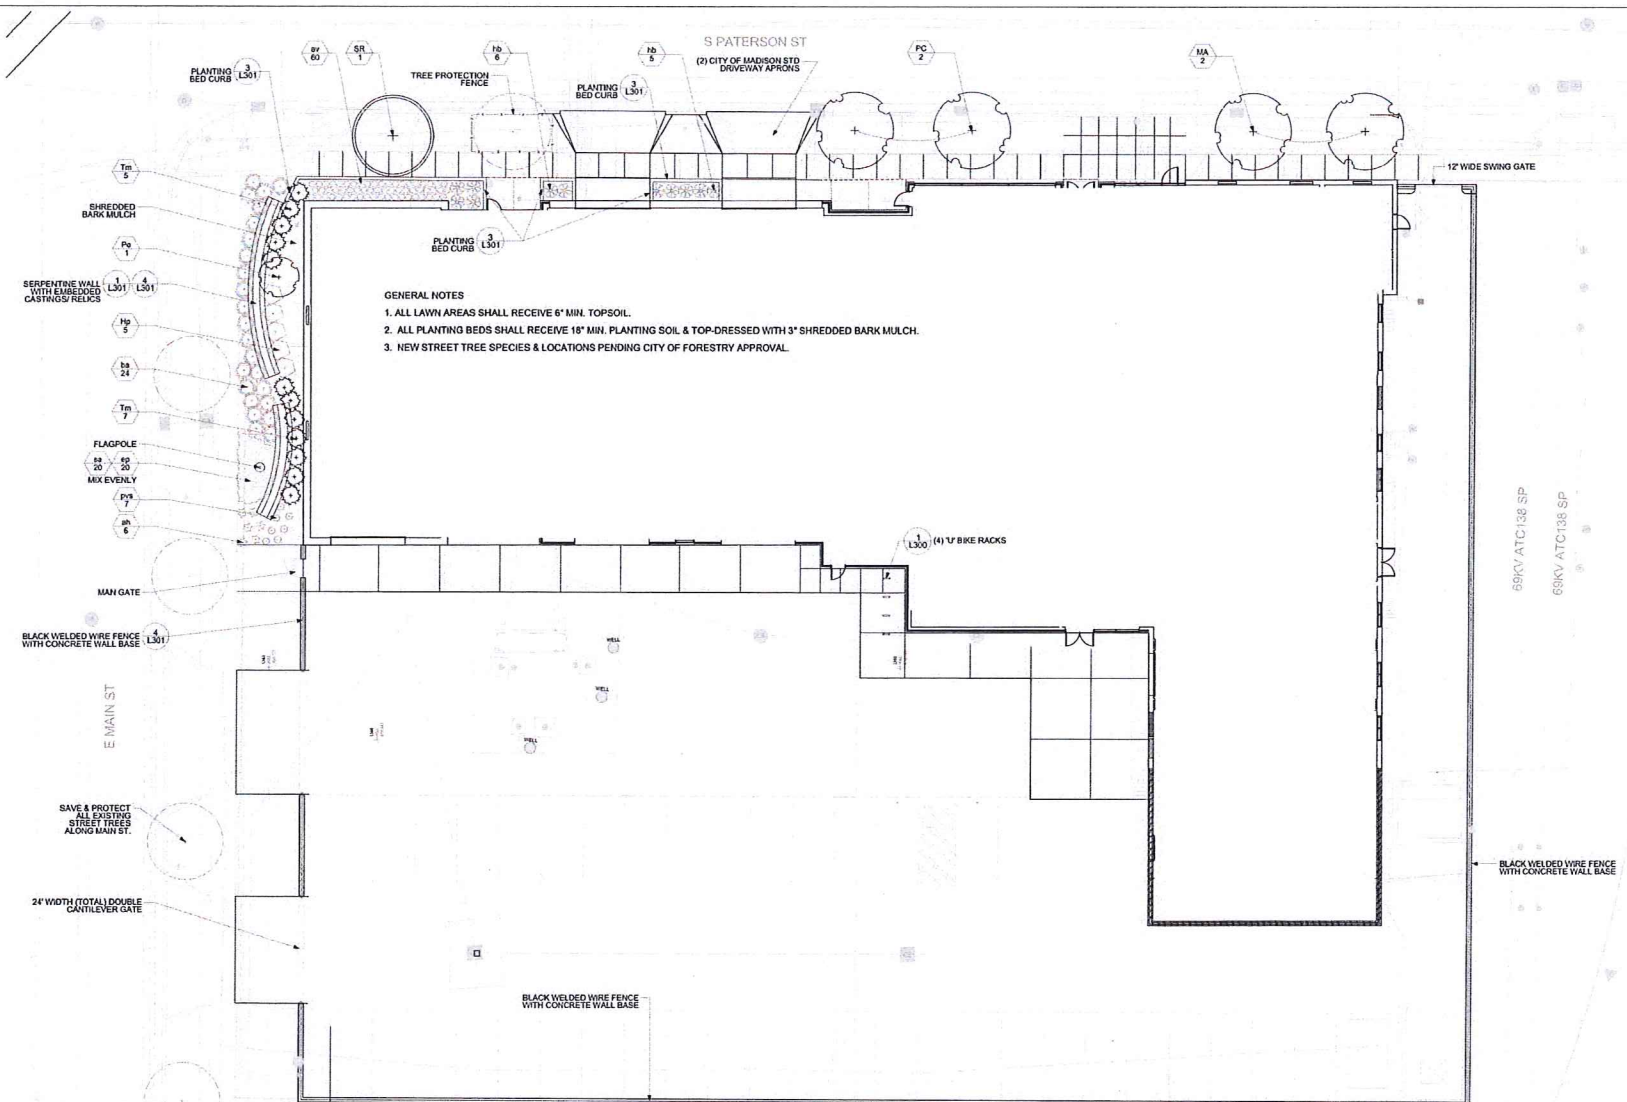 S PATERSON ST
av
60
SR
1
hb
6
hb
5
PC
2
MA
2
PLANTING
BED CURB
3
L301
TREE PROTECTION
FENCE
PLANTING
BED CURB
3
L301
(2) CITY OF MADISON STD
DRIVEWAY APRONS
12' WIDE SWING GATE
Tm
5
SHREDDED
BARK MULCH
1
SERPENTINE WALL
WITH EMBEDDED
CASTINGS/ RELICS
1
L301
4
L301
Hp
5
ba
24
Tm
7
FLAGPOLE
20
ep
20
MIX EVENLY
pvs
7
ah
6
PLANTING
BED CURB
3
L301
GENERAL NOTES
1. ALL LAWN AREAS SHALL RECEIVE 6" MIN. TOPSOIL.
2. ALL PLANTING BEDS SHALL RECEIVE 18" MIN. PLANTING SOIL & TOP-DRESSED WITH 3" SHREDDED BARK MULCH.
3. NEW STREET TREE SPECIES & LOCATIONS PENDING CITY OF FORESTRY APPROVAL.
1
L300
(4) 'U' BIKE RACKS
MAN GATE
BLACK WELDED WIRE FENCE
WITH CONCRETE WALL BASE
4
L301
E MAIN ST
WELL
WELL
WELL
69KV ATC138 SP
69KV ATC138 SP
SAVE & PROTECT
ALL EXISTING
STREET TREES
ALONG MAIN ST.
24' WIDTH (TOTAL) DOUBLE
CANTILEVER GATE
BLACK WELDED WIRE FENCE
WITH CONCRETE WALL BASE
BLACK WELDED WIRE FENCE
WITH CONCRETE WALL BASE